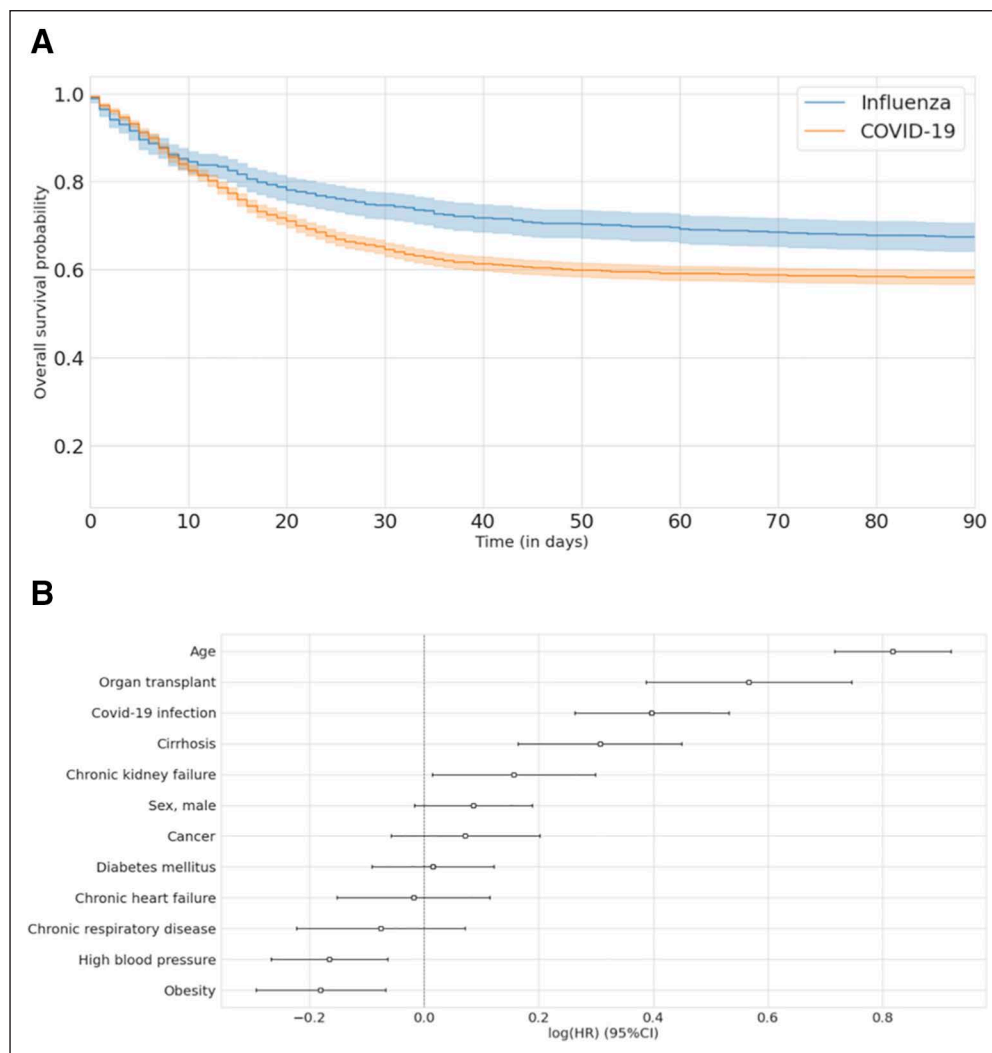 A
1.0
0.8
0.6
0.4
0.2
Overall survival probability
Influenza
COVID-19
0 10 20 30 40 50 60 70 80 90
Time (in days)
B
Age
Organ transplant
Covid-19 infection
Cirrhosis
Chronic kidney failure
Sex, male
Cancer
Diabetes mellitus
Chronic heart failure
Chronic respiratory disease
High blood pressure
Obesity
−0.2 0.0 0.2 0.4 0.6 0.8
log(HR) (95%CI)